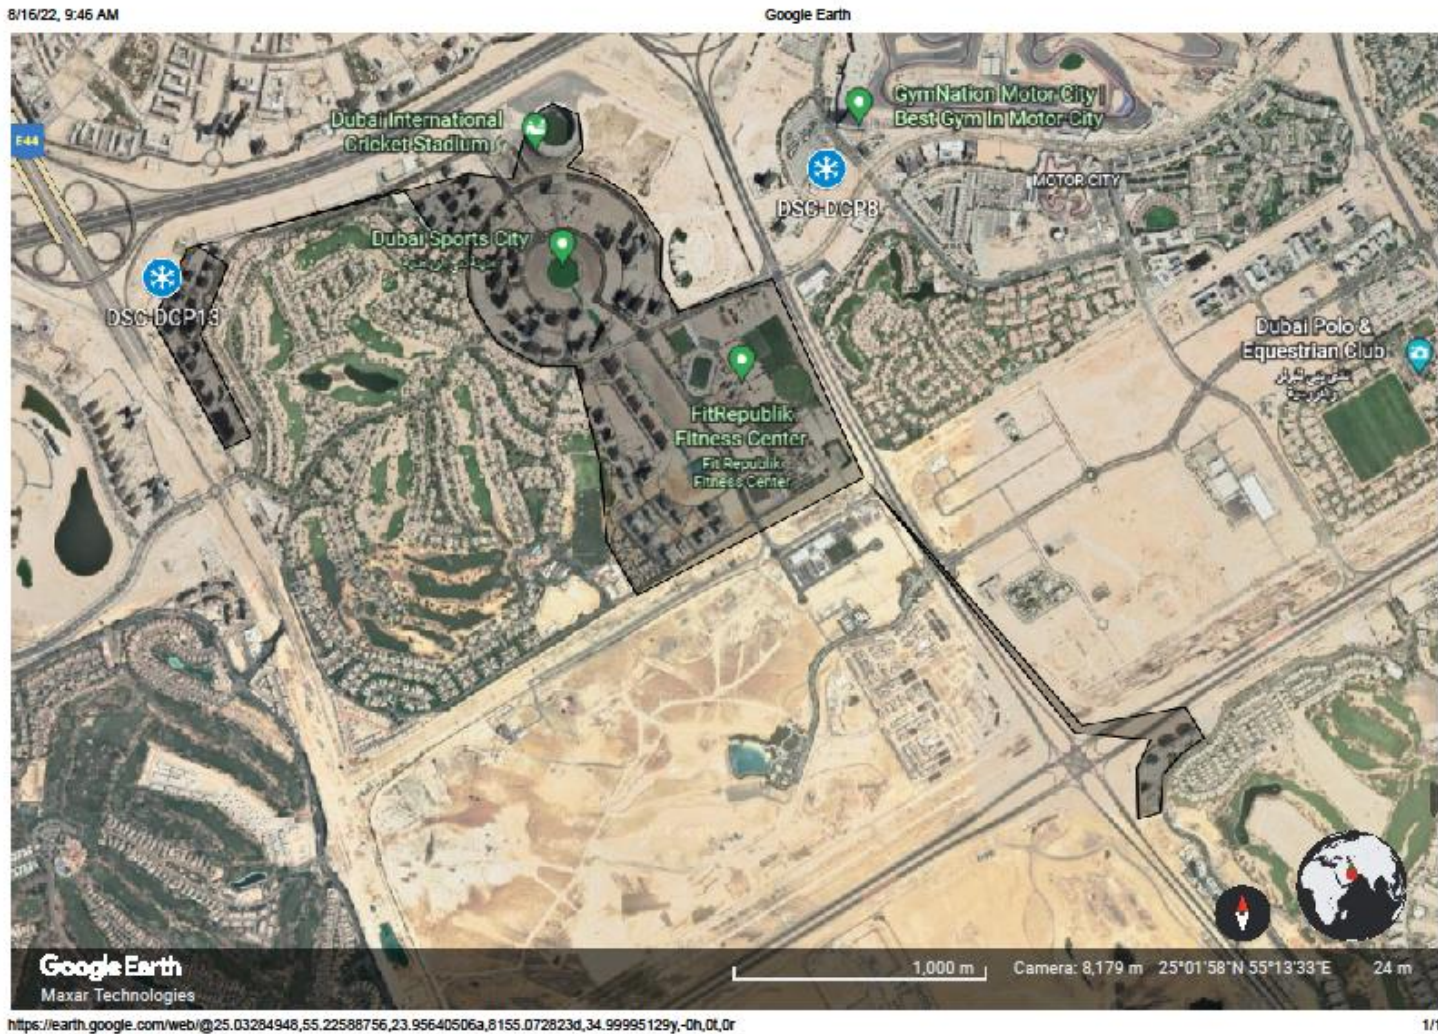 8/16/22, 9:46 AM
Google Earth
E44
Dubai International
Cricket Stadium
GymNation Motor City |
Best Gym In Motor City
MOTOR CITY
DSC-DCP8
Dubai Sports City
DSC-DCP13
Dubai Polo &
Equestrian Club
FitRepublik
Fitness Center
Fit Republik
Fitness Center
Google Earth
Maxar Technologies
1,000 m
Camera: 8,179 m
25°01'58"N 55°13'33"E
24 m
https://earth.google.com/web/@25.03284948,55.22588756,23.95640506a,8155.072823d,34.99995129y,-0h,0t,0r